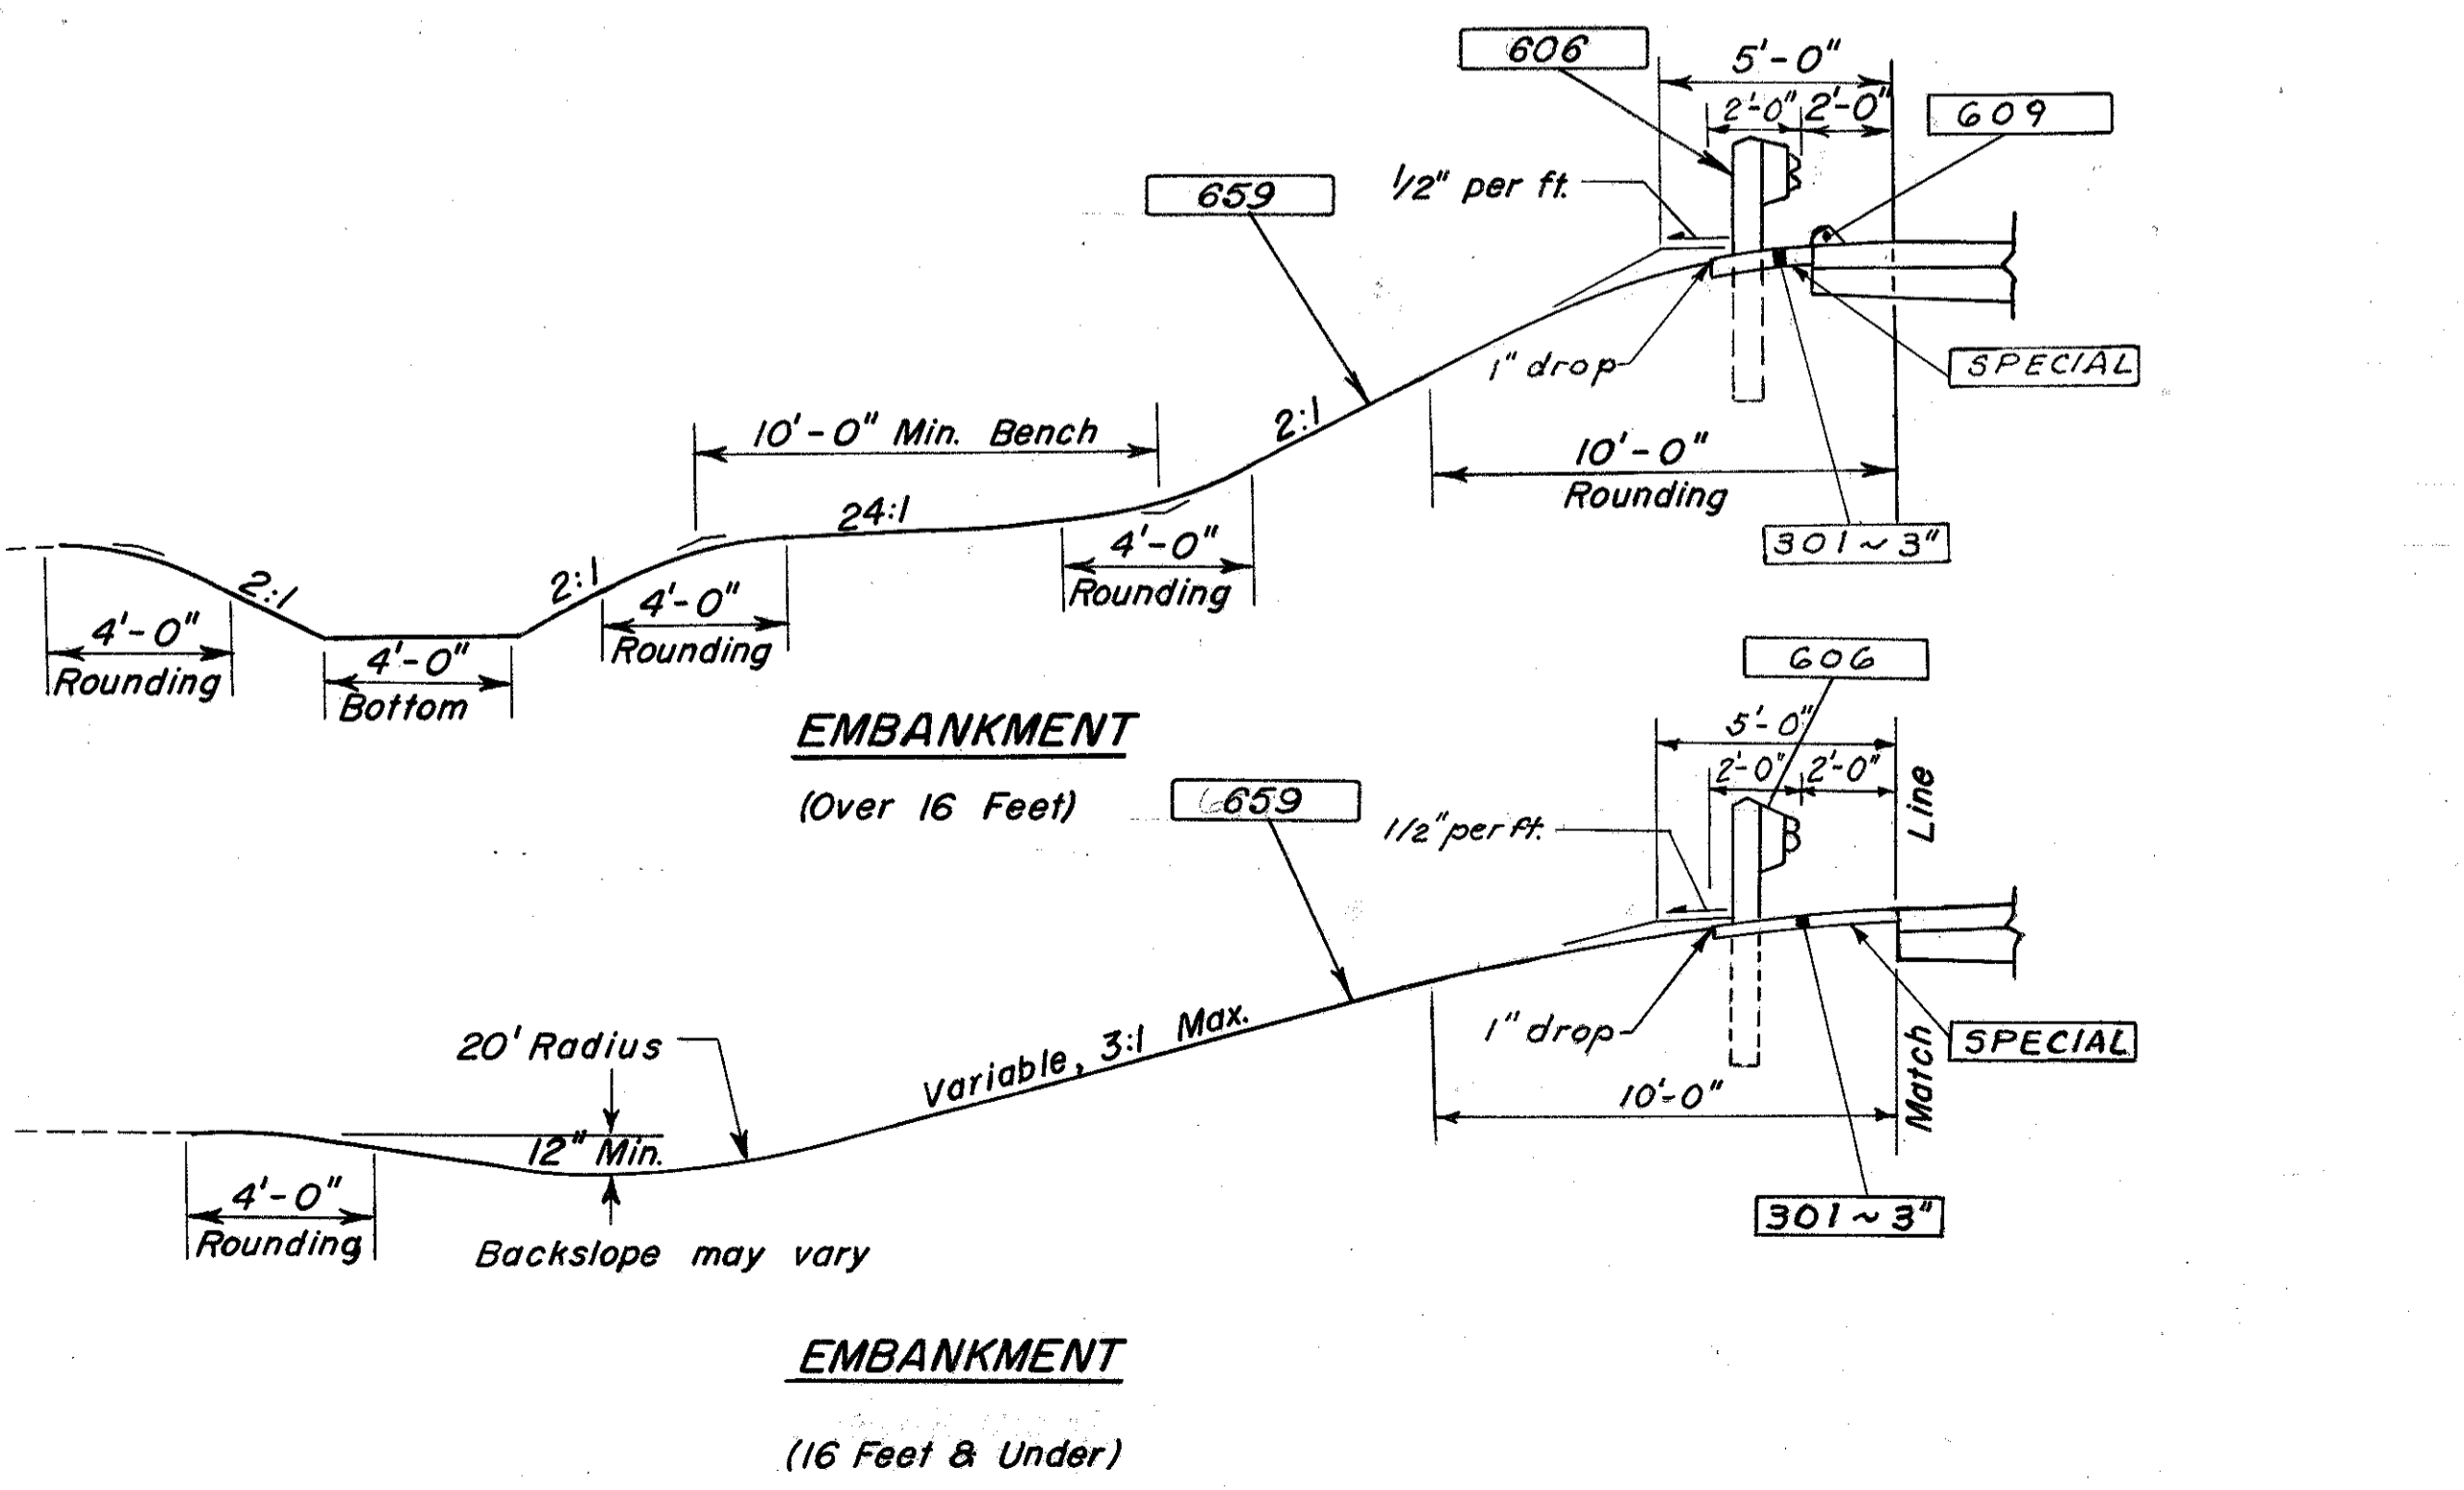 606
5'-0"
2'-0" 2'-0"
609
1/2" per ft.
659
1" drop
SPECIAL
2:1
10'-0" Min. Bench
10'-0"
Rounding
24:1
301~3"
4'-0"
Rounding
2:1
4'-0"
Rounding
2:1
4'-0"
Rounding
4'-0"
Bottom
EMBANKMENT
(Over 16 Feet)
606
5'-0"
2'-0" 2'-0"
Match Line
659
1/2" per ft.
1" drop
SPECIAL
20' Radius
Variable, 3:1 Max.
10'-0"
12" Min.
4'-0"
Rounding
301~3"
Backslope may vary
EMBANKMENT
(16 Feet & Under)